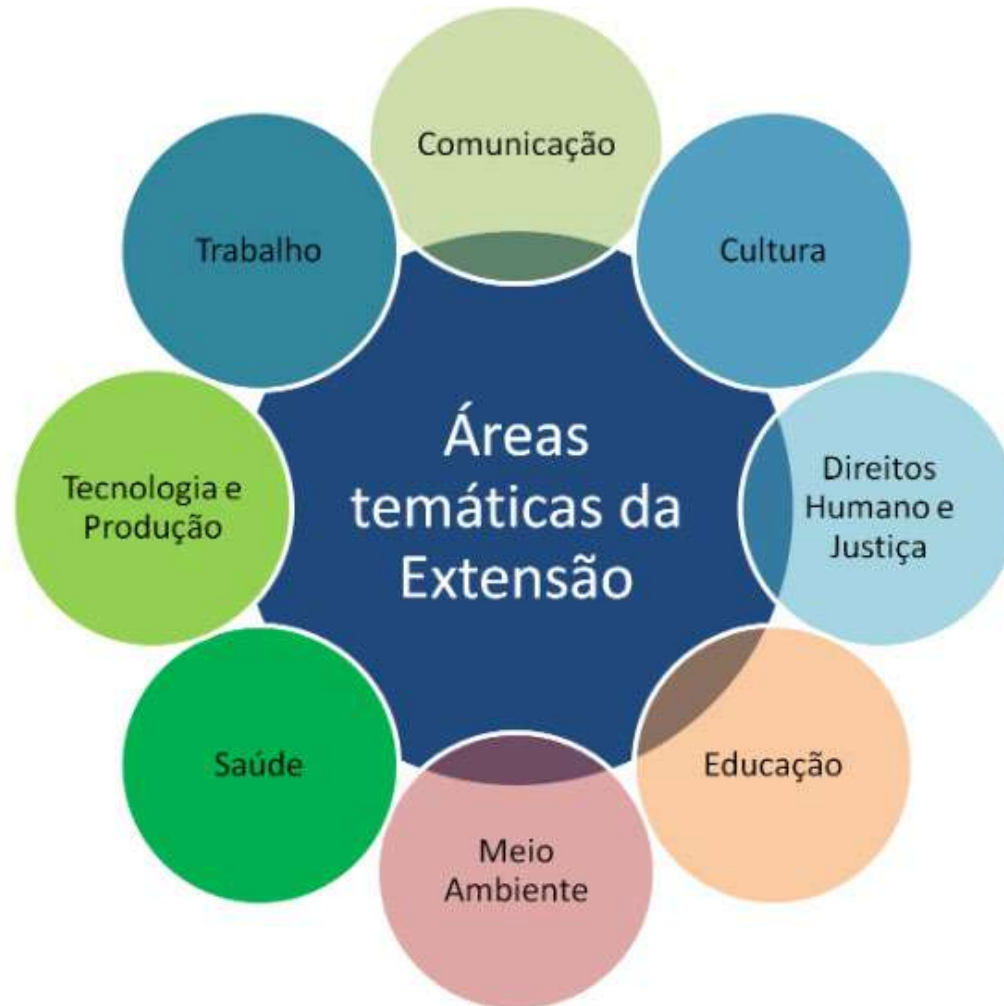 Comunicação
Trabalho
Cultura
Áreas
temáticas da
Extensão
Tecnologia e
Produção
Direitos
Humano e
Justiça
Saúde
Educação
Meio
Ambiente